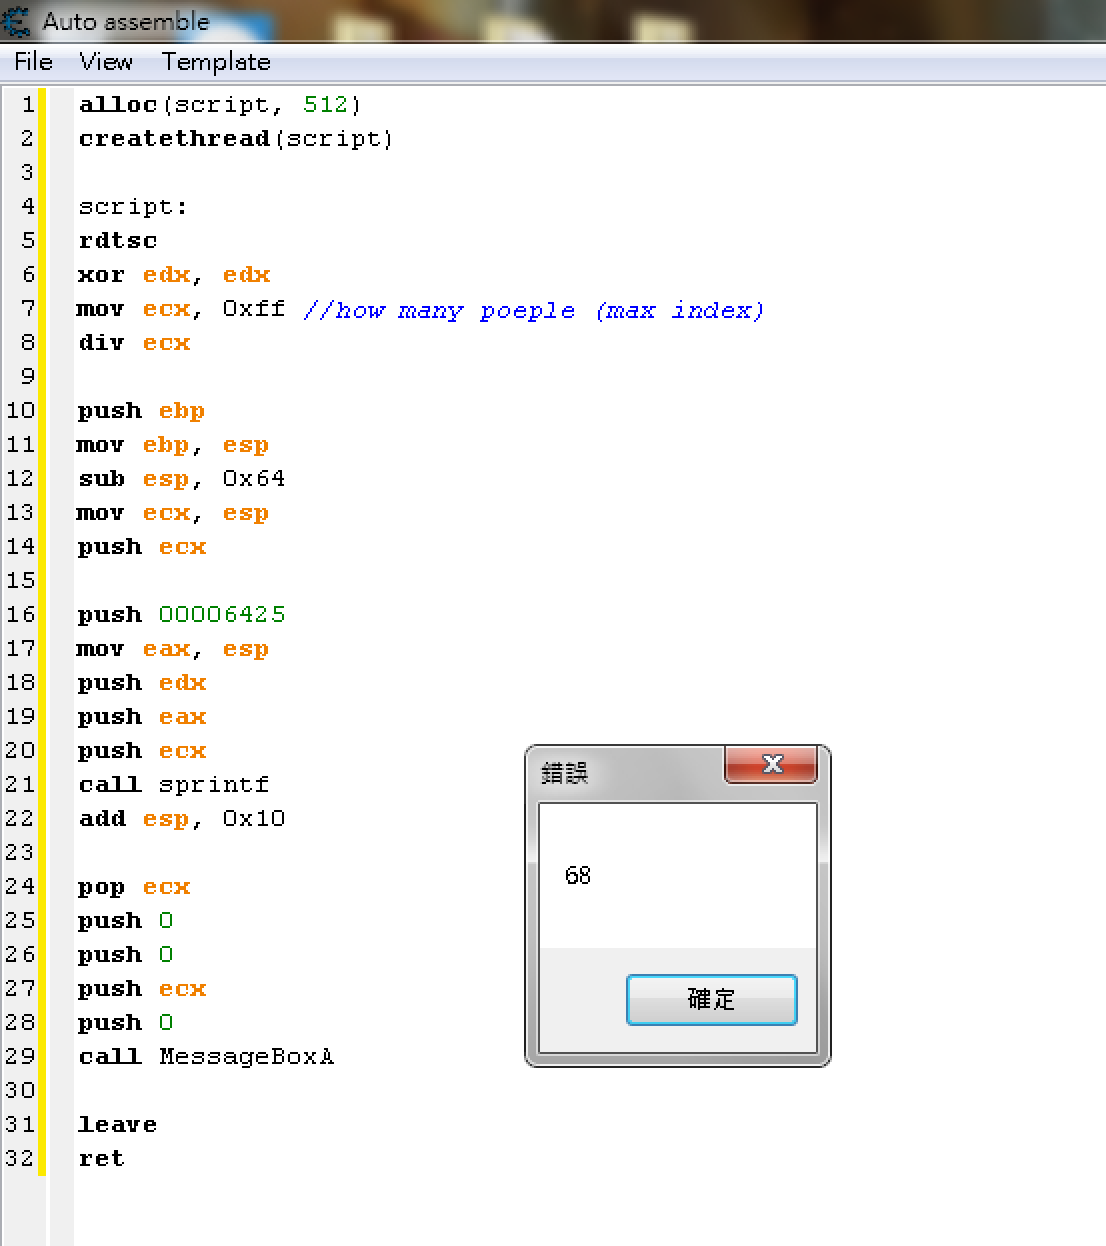 Auto assemble
File View Template
1 alloc(script, 512)
2 createthread(script)
3
4 script:
5 rdtsc
6 xor edx, edx
7 mov ecx, 0xff //how many poeple (max index)
8 div ecx
9
10 push ebp
11 mov ebp, esp
12 sub esp, 0x64
13 mov ecx, esp
14 push ecx
15
16 push 00006425
17 mov eax, esp
18 push edx
19 push eax
20 push ecx
21 call sprintf
22 add esp, 0x10
23
24 pop ecx
25 push 0
26 push 0
27 push ecx
28 push 0
29 call MessageBoxA
30
31 leave
32 ret
錯誤
68
確定